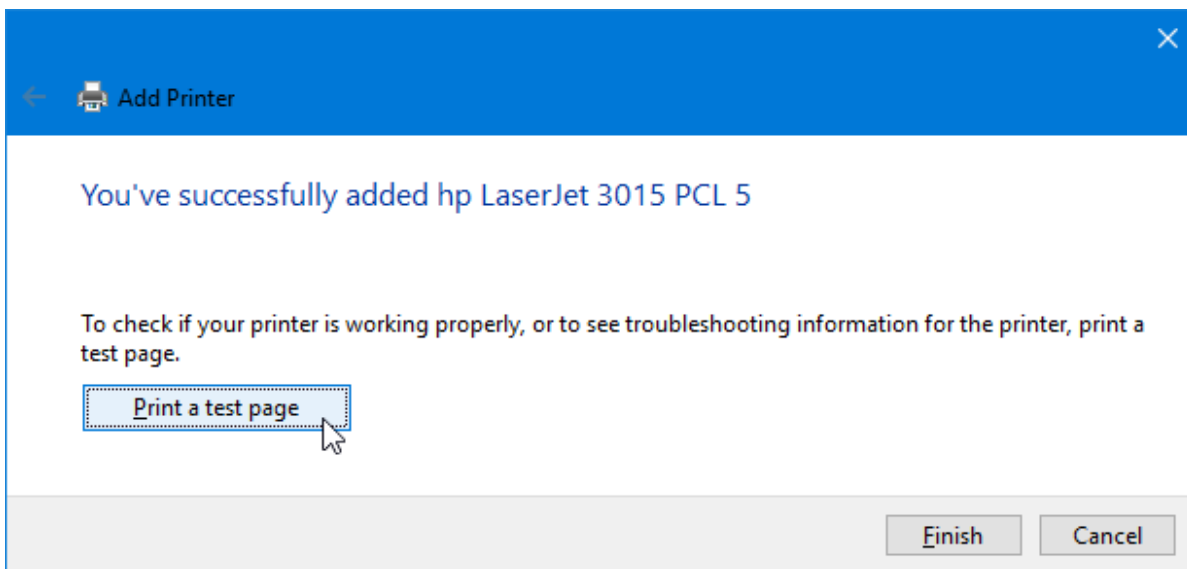 Add Printer
You've successfully added hp LaserJet 3015 PCL 5
To check if your printer is working properly, or to see troubleshooting information for the printer, print a
test page.
Print a test page
Finish Cancel